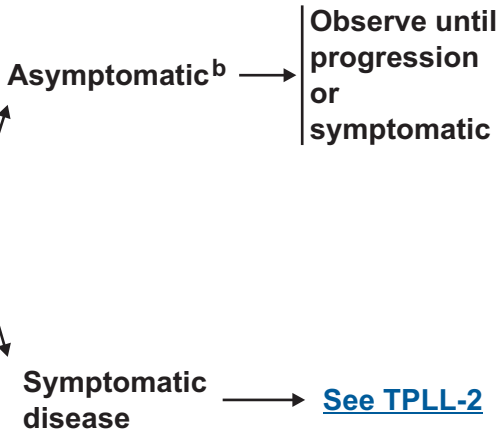 Asymptomatic b
Observe until
progression
or
symptomatic
Symptomatic
disease
See TPLL-2